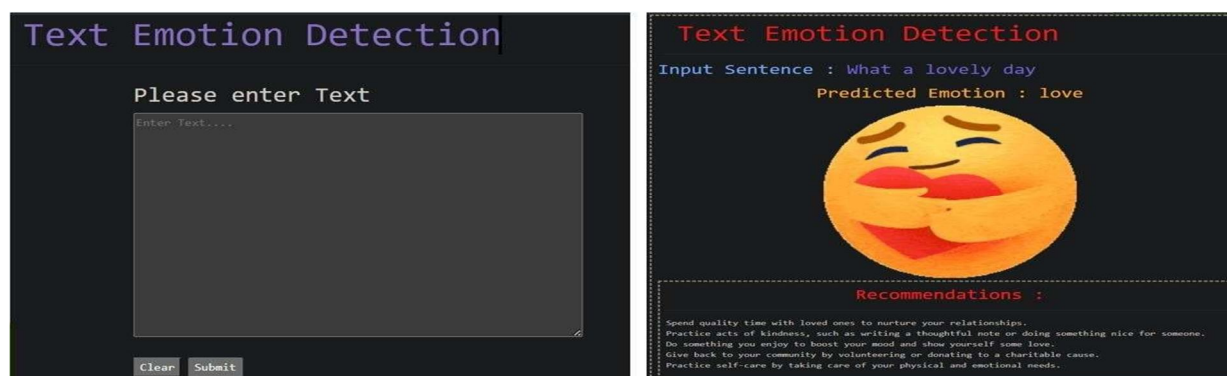 Text Emotion Detection
Please enter Text
Enter Text....
Clear Submit
Text Emotion Detection
Input Sentence : What a lovely day
Predicted Emotion : love
Recommendations :
Spend quality time with loved ones to nurture your relationships.
Practice acts of kindness, such as writing a thoughtful note or doing something nice for someone.
Do something you enjoy to boost your mood and show yourself some love.
Give back to your community by volunteering or donating to a charitable cause.
Practice self-care by taking care of your physical and emotional needs.